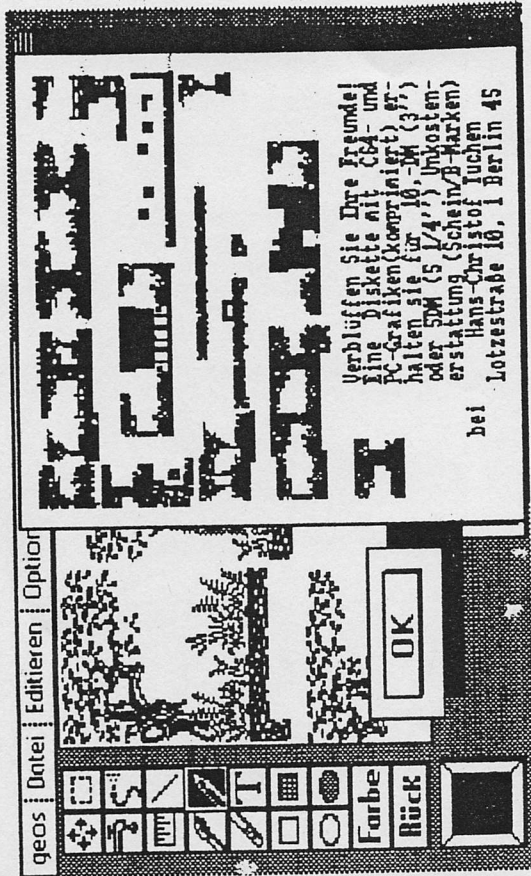 geos Datei Editieren Option
T
Farbe
Rück
OK
Verblüffen Sie Ihre Freunde!
Eine Diskette mit C64- und
PC-Grafiken(komprimiert) er-
halten sie für 10,-DM (3'')
oder 5DM (5 1/4'') Unkosten-
erstattung (Schein/B-Marken)
bei Hans-Christof Tuchen
Lotzestraße 10, 1 Berlin 45